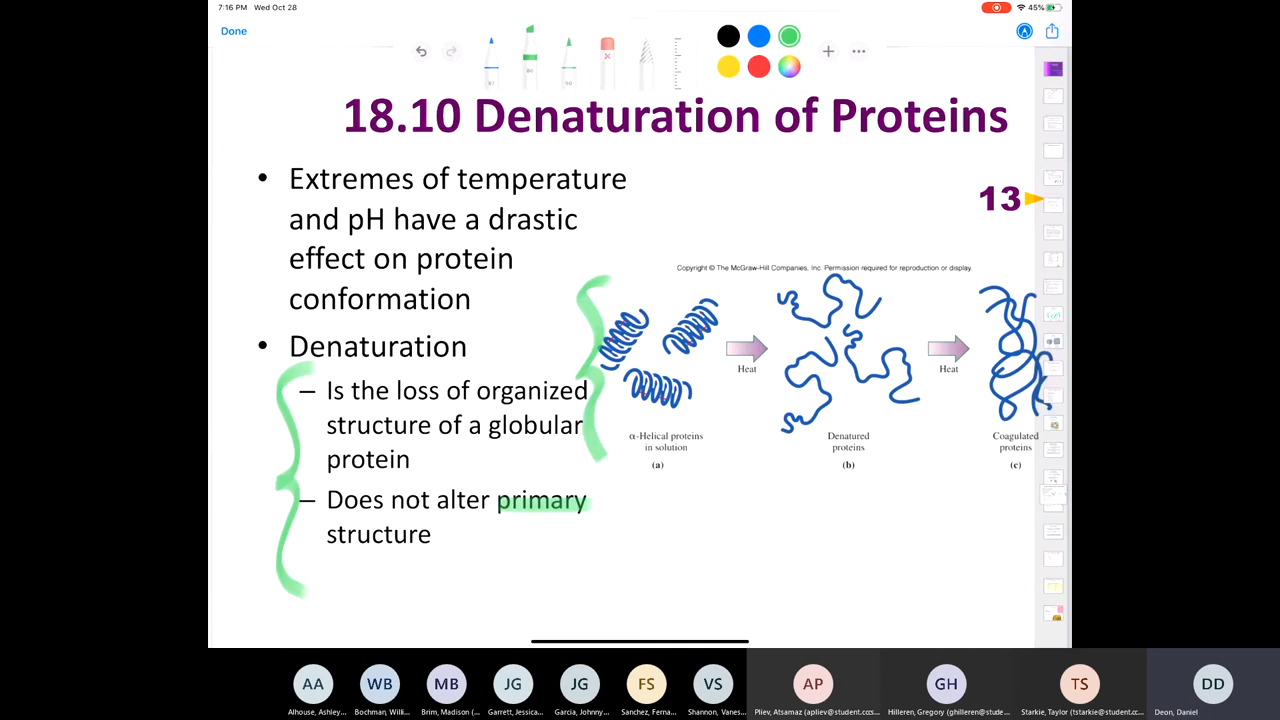 7:16 PM Wed Oct 28
45%
Done
18.10 Denaturation of Proteins
• Extremes of temperature
and pH have a drastic
effect on protein
conformation
13
Copyright © The McGraw-Hill Companies, Inc. Permission required for reproduction or display.
• Denaturation
– Is the loss of organized
structure of a globular
protein
– Does not alter primary
structure
Heat
Heat
α-Helical proteins
in solution
(a)
Denatured
proteins
(b)
Coagulated
proteins
(c)
AA
WB
MB
JG
JG
FS
VS
AP
GH
TS
DD
Alhouse, Ashley...
Bochman, Willi...
Brim, Madison (...
Garrett, Jessica...
Garcia, Johnny...
Sanchez, Ferna...
Shannon, Vanes...
Pliev, Atsamaz (apliev@student.cccs...
Hilleren, Gregory (ghilleren@stude...
Starkie, Taylor (tstarkie@student.cc...
Deon, Daniel